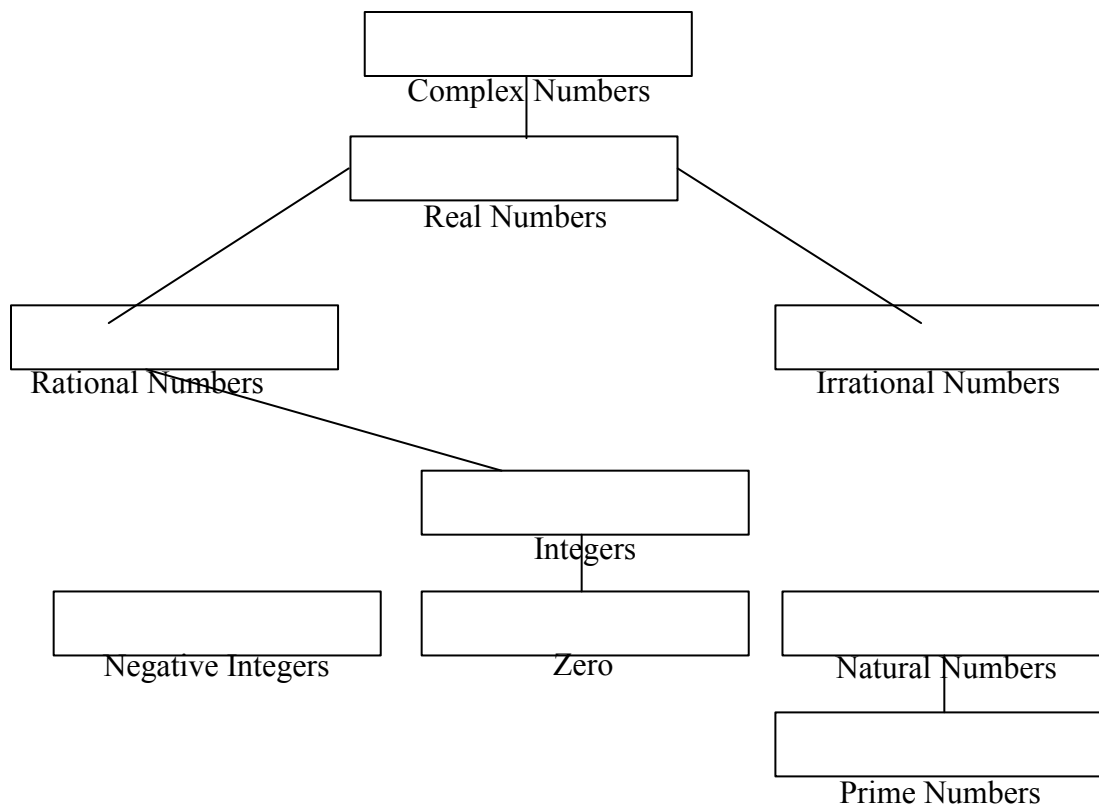 Complex Numbers
Real Numbers
Rational Numbers
Irrational Numbers
Integers
Negative Integers
Zero
Natural Numbers
Prime Numbers